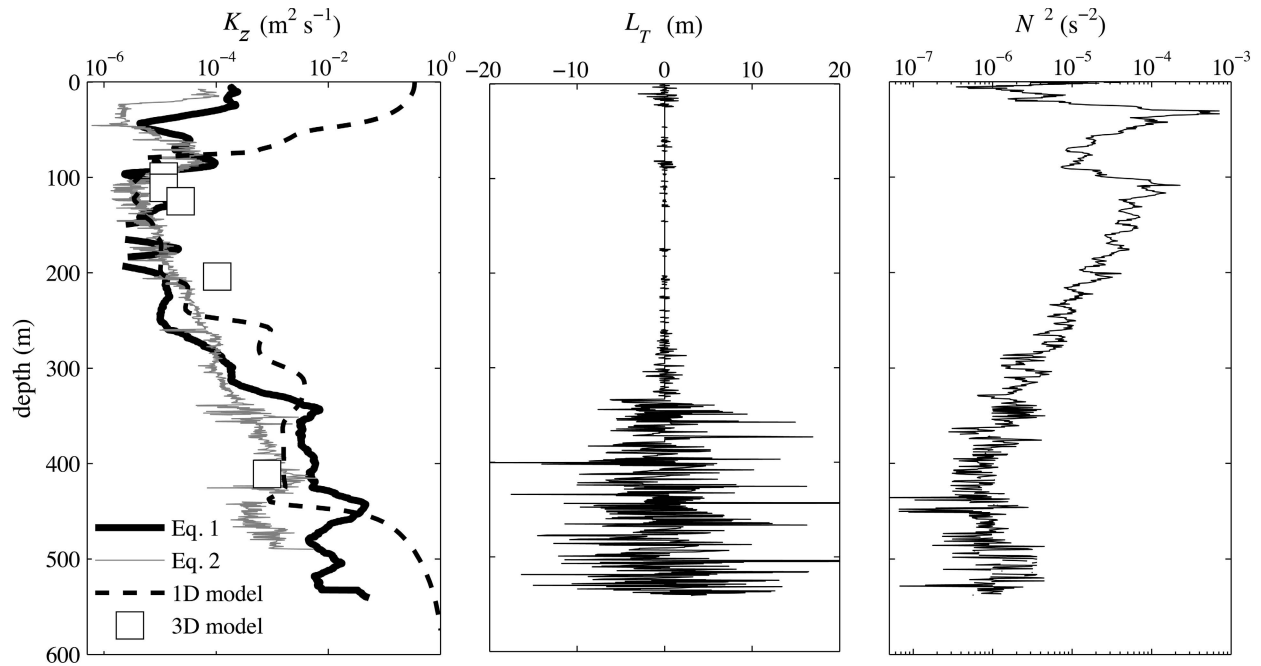 K_z (m² s⁻¹)
L_T (m)
N ² (s⁻²)
10⁻⁶ 10⁻⁴ 10⁻² 10⁰
−20 −10 0 10 20
10⁻⁷ 10⁻⁶ 10⁻⁵ 10⁻⁴ 10⁻³
0
100
200
300
400
500
600
depth (m)
Eq. 1
Eq. 2
1D model
3D model